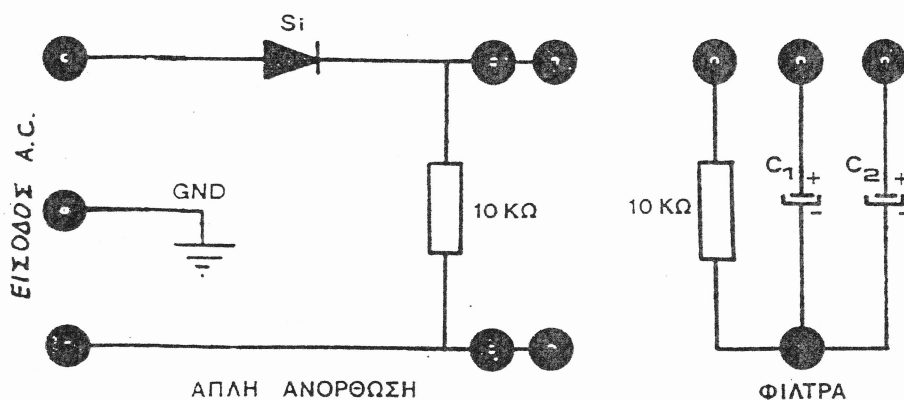 Si
ΕΙΣΟΔΟΣ A.C.
GND
10 ΚΩ
ΑΠΛΗ ΑΝΟΡΘΩΣΗ
10 ΚΩ
C1
+
-
C2
+
-
ΦΙΛΤΡΑ